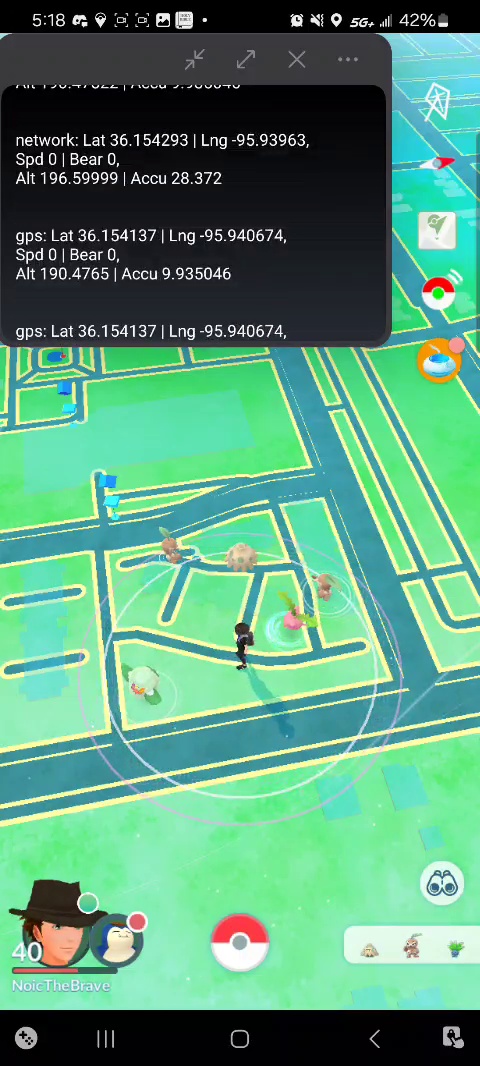 5:18
5G+
42%
network: Lat 36.154293 | Lng -95.93963,
Spd 0 | Bear 0,
Alt 196.59999 | Accu 28.372
gps: Lat 36.154137 | Lng -95.940674,
Spd 0 | Bear 0,
Alt 190.4765 | Accu 9.935046
gps: Lat 36.154137 | Lng -95.940674,
40
NoicTheBrave